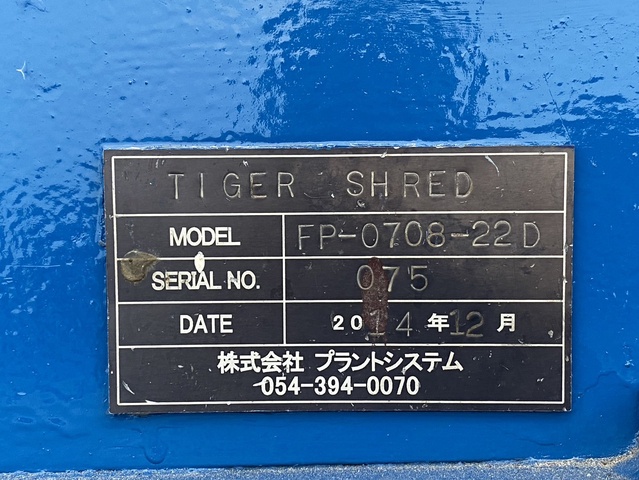 TIGER SHRED
MODEL FP-0708-22D
SERIAL NO. 075
DATE 2014年12月
株式会社 プラントシステム
054-394-0070